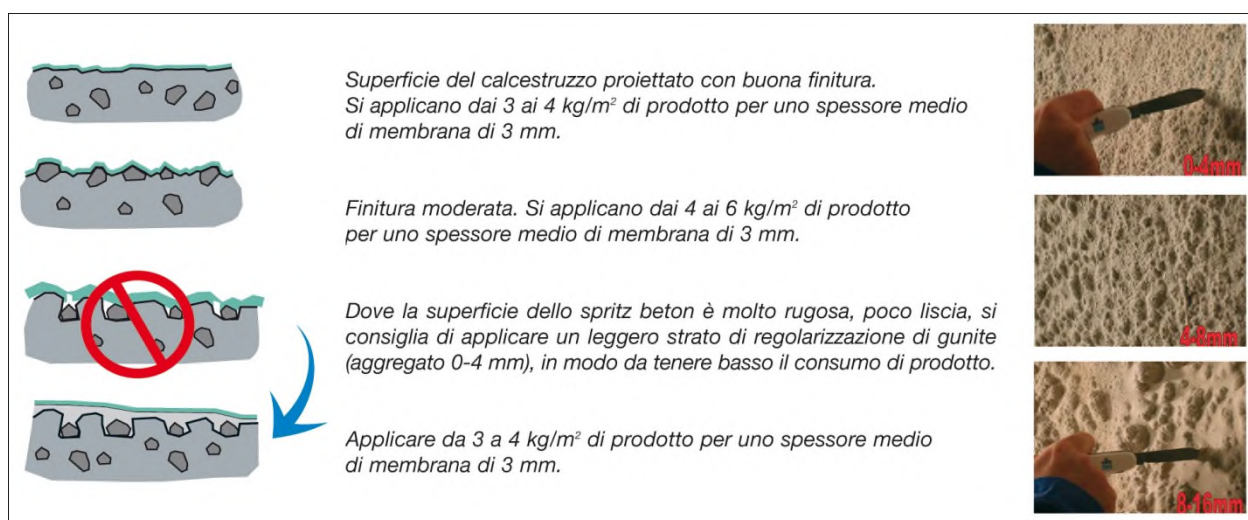 Superficie del calcestruzzo proiettato con buona finitura.
Si applicano dai 3 ai 4 kg/m² di prodotto per uno spessore medio
di membrana di 3 mm.
0-4mm
Finitura moderata. Si applicano dai 4 ai 6 kg/m² di prodotto
per uno spessore medio di membrana di 3 mm.
4-8mm
Dove la superficie dello spritz beton è molto rugosa, poco liscia, si
consiglia di applicare un leggero strato di regolarizzazione di gunite
(aggregato 0-4 mm), in modo da tenere basso il consumo di prodotto.
Applicare da 3 a 4 kg/m² di prodotto per uno spessore medio
di membrana di 3 mm.
8-16mm